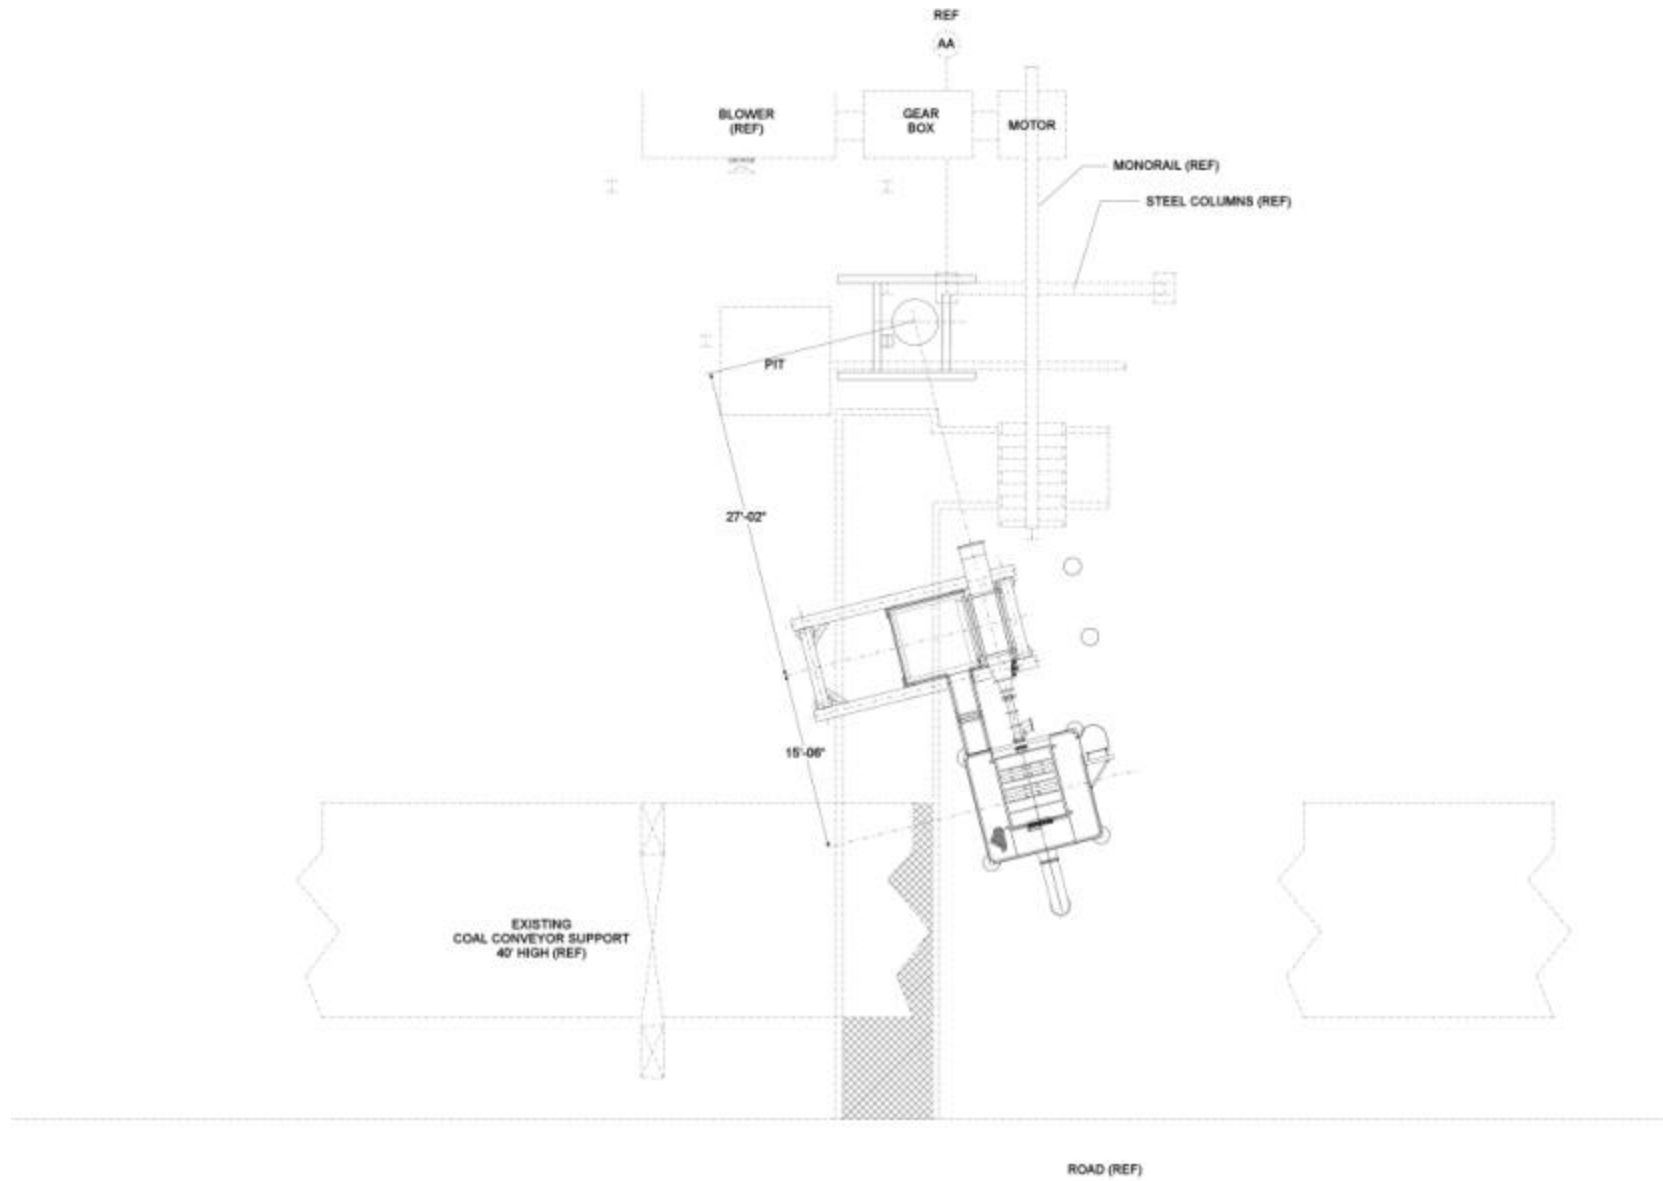 REF
AA
BLOWER
(REF)
GEAR
BOX
MOTOR
MONORAIL (REF)
STEEL COLUMNS (REF)
PIT
27'-02"
15'-06"
EXISTING
COAL CONVEYOR SUPPORT
40' HIGH (REF)
ROAD (REF)